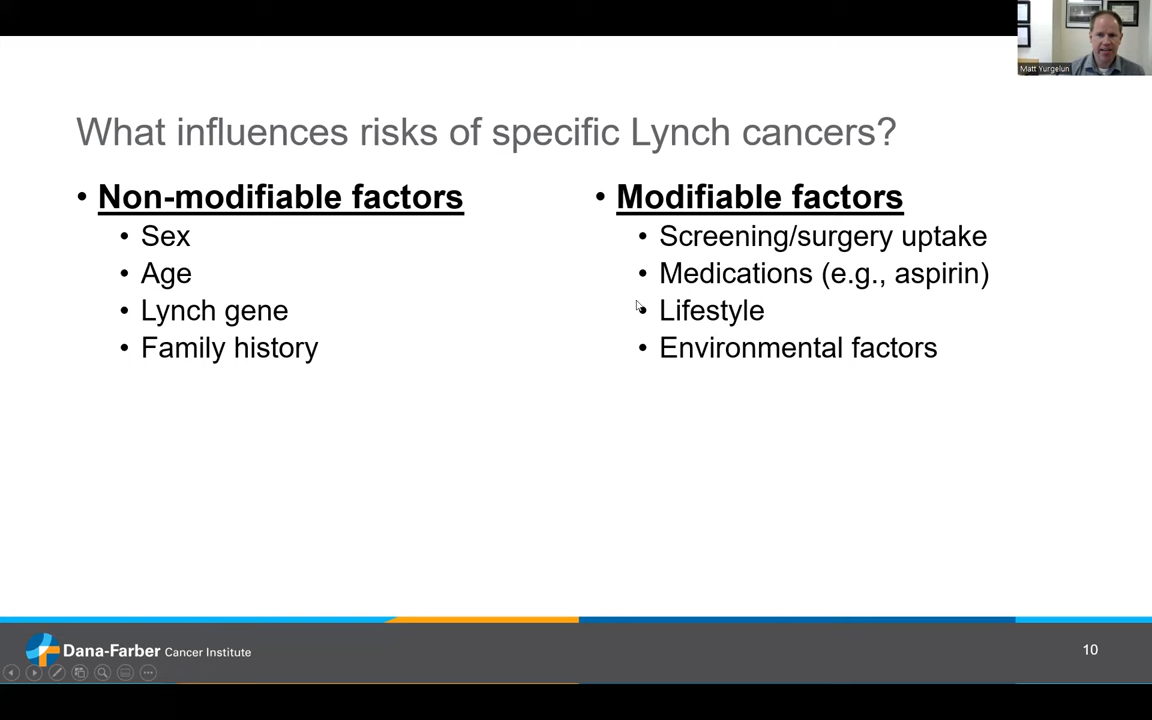 Matt Yurgelun
What influences risks of specific Lynch cancers?
• Non-modifiable factors
• Sex
• Age
• Lynch gene
• Family history
• Modifiable factors
• Screening/surgery uptake
• Medications (e.g., aspirin)
• Lifestyle
• Environmental factors
Dana-Farber Cancer Institute
10